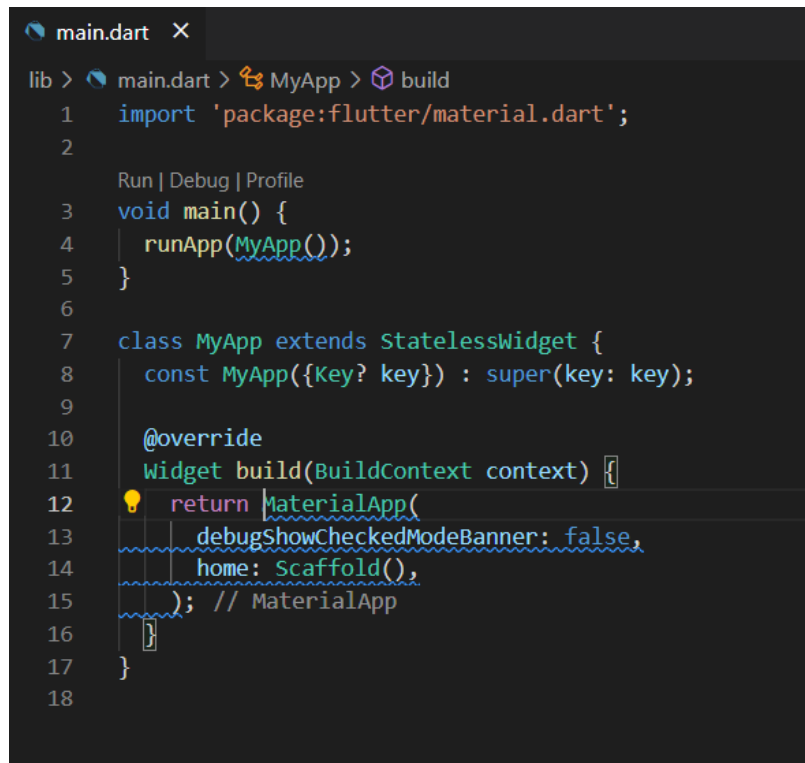 main.dart ×
lib > main.dart > MyApp > build
1 import 'package:flutter/material.dart';
2
Run | Debug | Profile
3 void main() {
4   runApp(MyApp());
5 }
6
7 class MyApp extends StatelessWidget {
8   const MyApp({Key? key}) : super(key: key);
9
10   @override
11   Widget build(BuildContext context) {
12     return MaterialApp(
13       debugShowCheckedModeBanner: false,
14       home: Scaffold(),
15     ); // MaterialApp
16   }
17 }
18